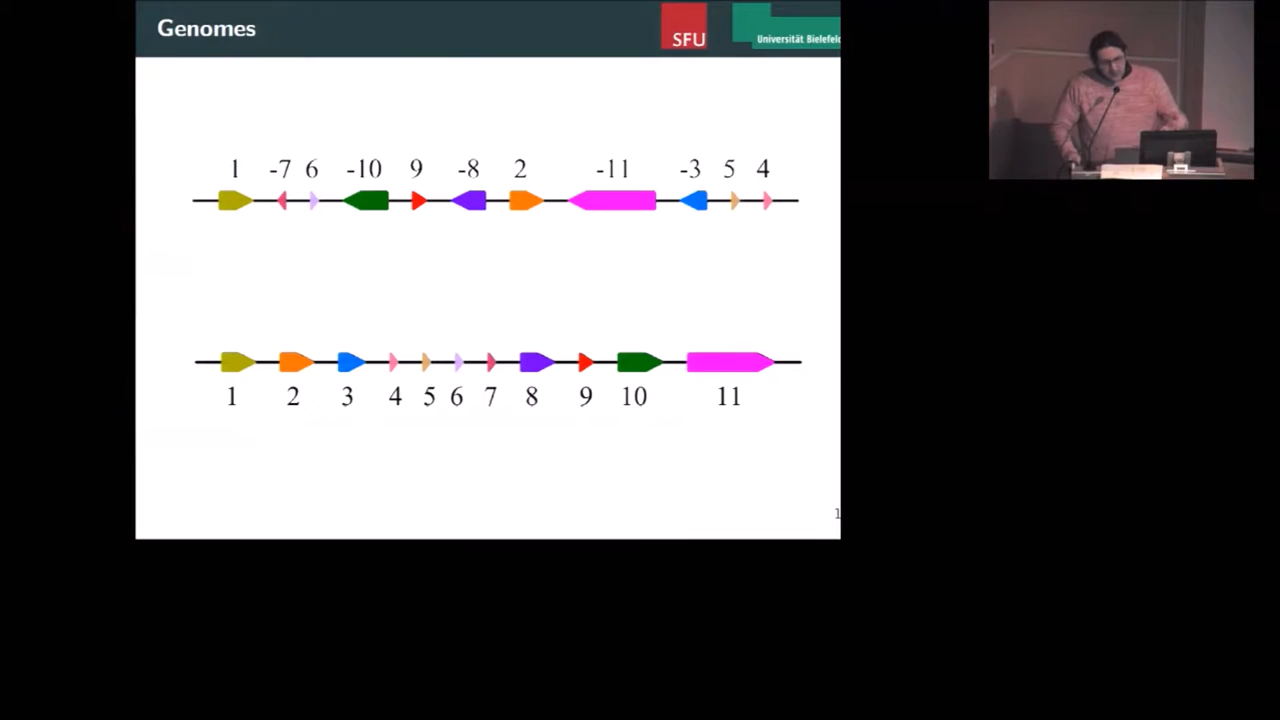 Genomes
SFU
Universität Bielefeld
1 -7 6 -10 9 -8 2 -11 -3 5 4
1 2 3 4 5 6 7 8 9 10 11
1